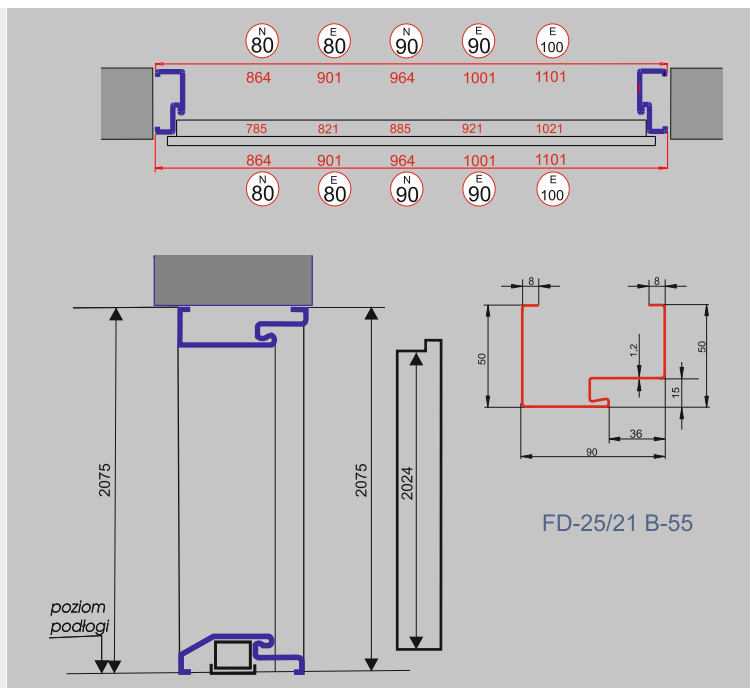 N E N E E
80 80 90 90 100
864 901 964 1001 1101
785 821 885 921 1021
864 901 964 1001 1101
N E N E E
80 80 90 90 100
8 8
50 1,2 50
15
36
90
2075 2075 2024
FD-25/21 B-55
poziom
podłogi